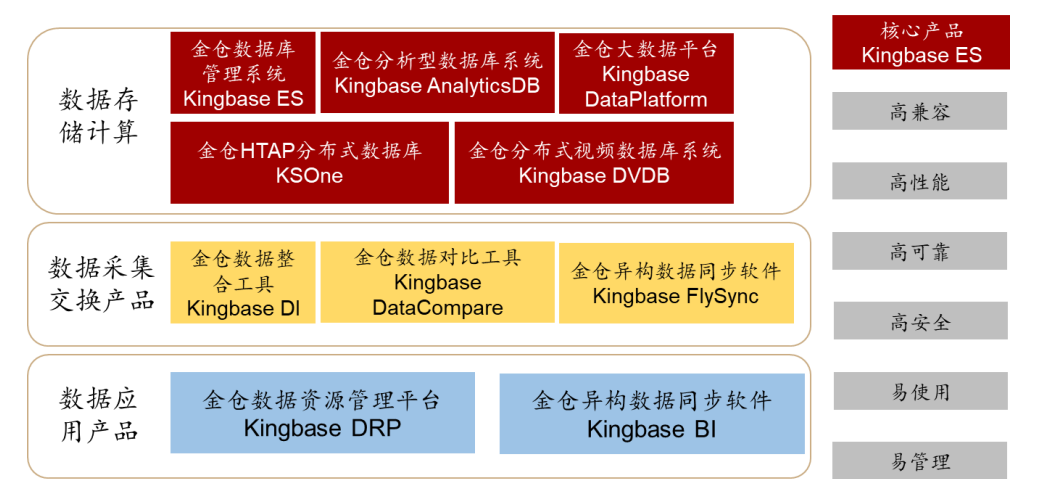 数据存
储计算
金仓数据库
管理系统
Kingbase ES
金仓分析型数据库系统
Kingbase AnalyticsDB
金仓大数据平台
Kingbase
DataPlatform
金仓HTAP分布式数据库
KSOne
金仓分布式视频数据库系统
Kingbase DVDB
数据采集
交换产品
金仓数据整
合工具
Kingbase DI
金仓数据对比工具
Kingbase
DataCompare
金仓异构数据同步软件
Kingbase FlySync
数据应
用产品
金仓数据资源管理平台
Kingbase DRP
金仓异构数据同步软件
Kingbase BI
核心产品
Kingbase ES
高兼容
高性能
高可靠
高安全
易使用
易管理